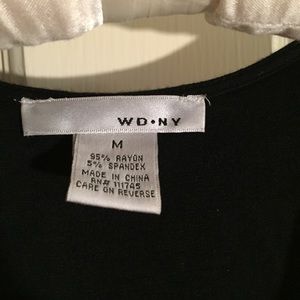 WD•NY
M
95% RAYON
5% SPANDEX
MADE IN CHINA
RN# 111745
CARE ON REVERSE